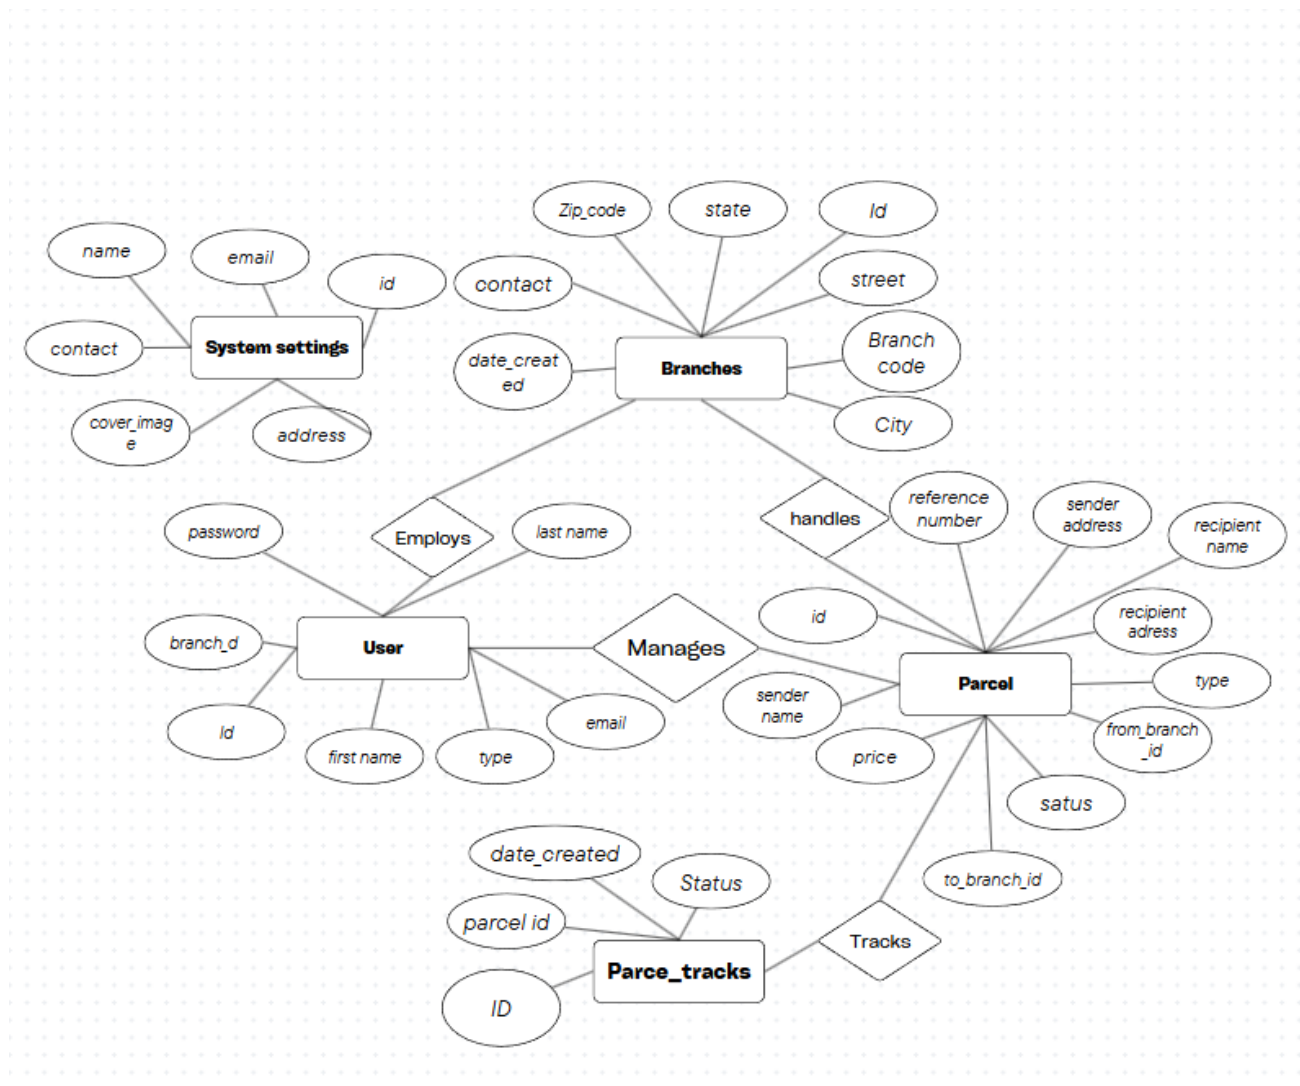 Zip_code
state
Id
name
email
id
contact
street
contact
System settings
Branches
date_creat
ed
Branch
code
cover_imag
e
address
City
password
Employs
last name
handles
reference
number
sender
address
recipient
name
branch_d
User
Manages
id
recipient
adress
Parcel
type
sender
name
Id
first name
type
email
price
from_branch
_id
satus
to_branch_id
date_created
Status
parcel id
Parce_tracks
Tracks
ID